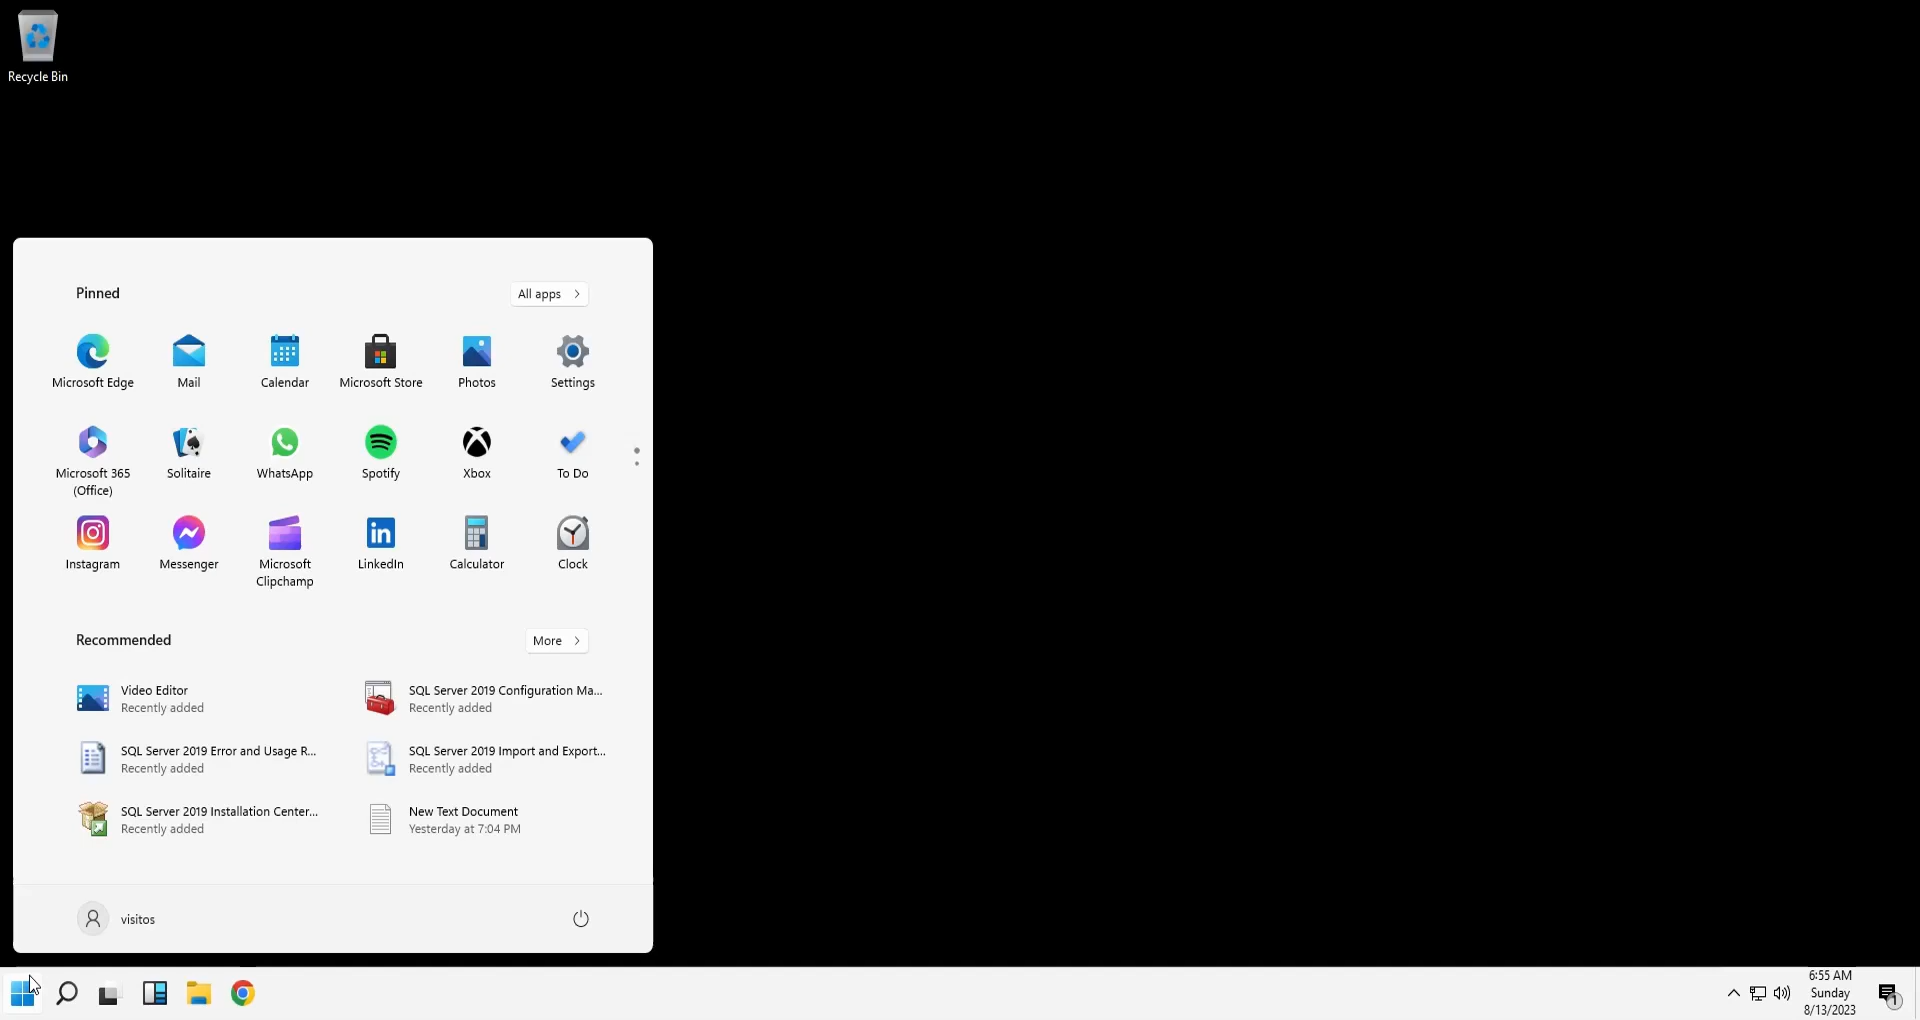 Recycle Bin
Pinned
All apps
Microsoft Edge
Mail
Calendar
Microsoft Store
Photos
Settings
Microsoft 365
(Office)
Solitaire
WhatsApp
Spotify
Xbox
To Do
Instagram
Messenger
Microsoft
Clipchamp
LinkedIn
Calculator
Clock
Recommended
More
Video Editor
Recently added
SQL Server 2019 Configuration Ma...
Recently added
SQL Server 2019 Error and Usage R...
Recently added
SQL Server 2019 Import and Export...
Recently added
SQL Server 2019 Installation Center...
Recently added
New Text Document
Yesterday at 7:04 PM
visitos
6:55 AM
Sunday
8/13/2023
1